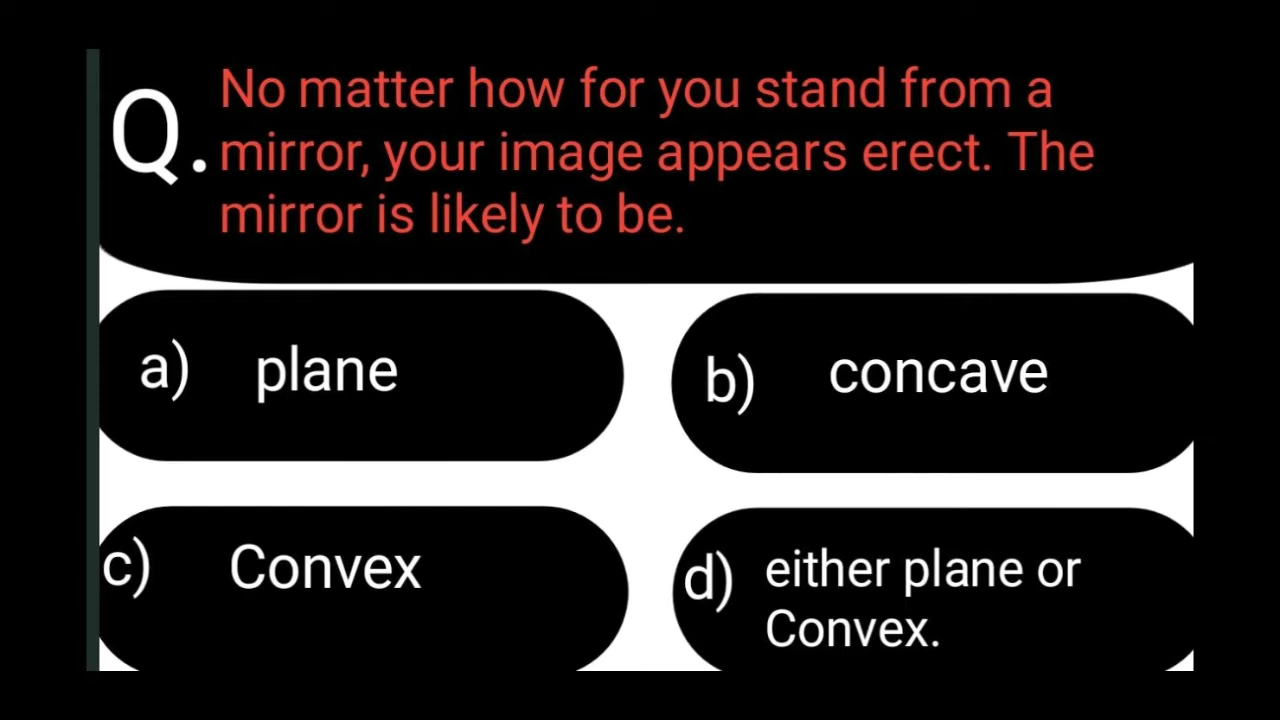 Q.
No matter how for you stand from a
mirror, your image appears erect. The
mirror is likely to be.
a) plane
b) concave
c) Convex
d) either plane or
Convex.